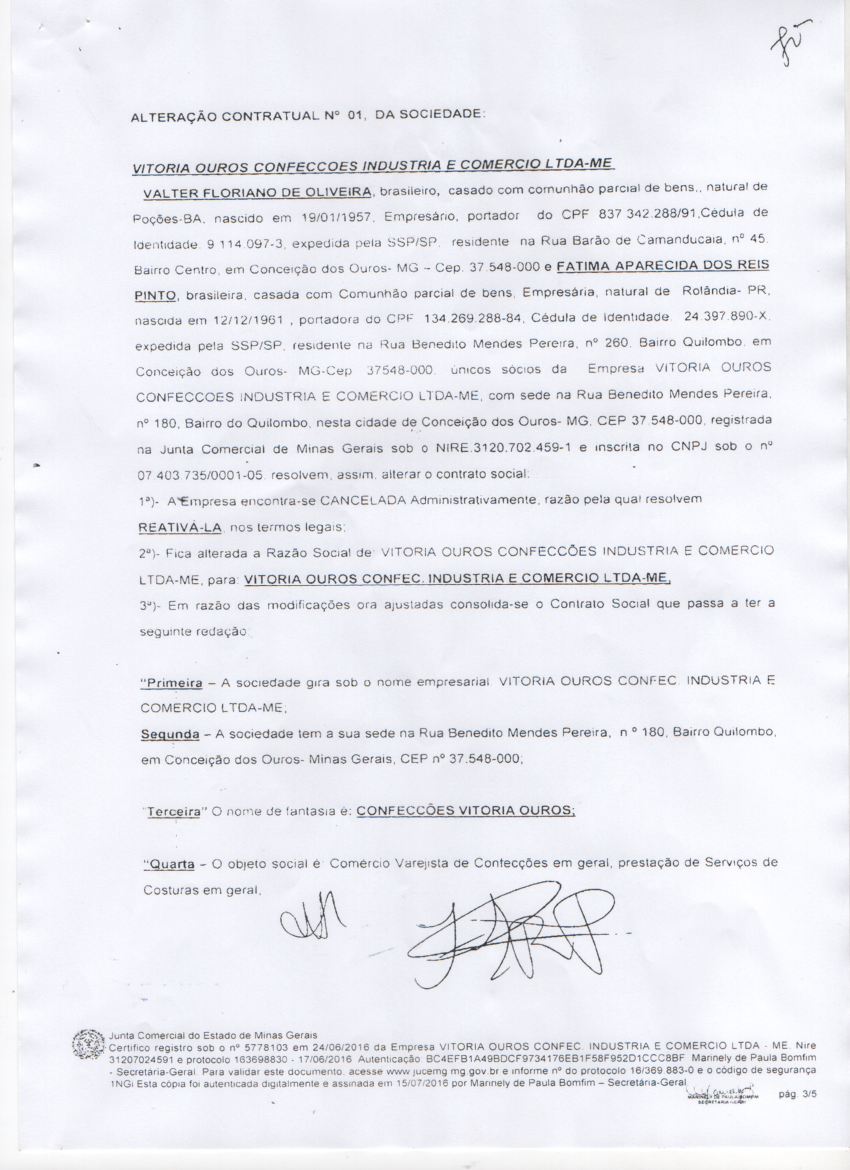 ALTERAÇÃO CONTRATUAL Nº 01, DA SOCIEDADE:
VITORIA OUROS CONFECCOES INDUSTRIA E COMERCIO LTDA-ME
VALTER FLORIANO DE OLIVEIRA, brasileiro, casado com comunhão parcial de bens,, natural de
Poções-BA, nascido em 19/01/1957, Empresário, portador do CPF 837.342.288/91,Cédula de
Identidade. 9.114.097-3, expedida pela SSP/SP, residente na Rua Barão de Camanducaia, nº 45.
Bairro Centro, em Conceição dos Ouros- MG – Cep. 37.548-000 e FATIMA APARECIDA DOS REIS
PINTO, brasileira, casada com Comunhão parcial de bens, Empresária, natural de Rolândia- PR,
nascida em 12/12/1961 , portadora do CPF 134.269.288-84, Cédula de Identidade. 24.397.890-X,
expedida pela SSP/SP, residente na Rua Benedito Mendes Pereira, nº 260, Bairro Quilombo, em
Conceição dos Ouros- MG-Cep 37548-000, únicos sócios da Empresa VITORIA OUROS
CONFECCOES INDUSTRIA E COMERCIO LTDA-ME, com sede na Rua Benedito Mendes Pereira,
nº 180, Bairro do Quilombo, nesta cidade de Conceição dos Ouros- MG, CEP 37.548-000, registrada
na Junta Comercial de Minas Gerais sob o NIRE.3120.702.459-1 e inscrita no CNPJ sob o nº
07.403.735/0001-05, resolvem, assim, alterar o contrato social:
1ª)- A Empresa encontra-se CANCELADA Administrativamente, razão pela qual resolvem
REATIVÁ-LA, nos termos legais;
2ª)- Fica alterada a Razão Social de: VITORIA OUROS CONFECCÕES INDUSTRIA E COMERCIO
LTDA-ME, para: VITORIA OUROS CONFEC. INDUSTRIA E COMERCIO LTDA-ME,
3ª)- Em razão das modificações ora ajustadas consolida-se o Contrato Social que passa a ter a
seguinte redação:
"Primeira – A sociedade gira sob o nome empresarial VITORIA OUROS CONFEC. INDUSTRIA E
COMERCIO LTDA-ME;
Segunda – A sociedade tem a sua sede na Rua Benedito Mendes Pereira, n º 180, Bairro Quilombo,
em Conceição dos Ouros- Minas Gerais, CEP nº 37.548-000;
"Terceira" O nome de fantasia é: CONFECCÕES VITORIA OUROS;
"Quarta – O objeto social é Comércio Varejista de Confecções em geral, prestação de Serviços de
Costuras em geral,
Junta Comercial do Estado de Minas Gerais
Certifico registro sob o nº 5778103 em 24/06/2016 da Empresa VITORIA OUROS CONFEC. INDUSTRIA E COMERCIO LTDA - ME, Nire
31207024591 e protocolo 163698830 - 17/06/2016 Autenticação: BC4EFB1A49BDCF9734176EB1F58F952D1CCC8BF Marinely de Paula Bomfim
- Secretária-Geral. Para validar este documento, acesse www.jucemg.mg.gov.br e informe nº do protocolo 16/369.883-0 e o código de segurança
1NGi Esta cópia foi autenticada digitalmente e assinada em 15/07/2016 por Marinely de Paula Bomfim – Secretária-Geral.
MARINELY DE PAULA BOMFIM
SECRETARIA GERAL
pág. 3/5